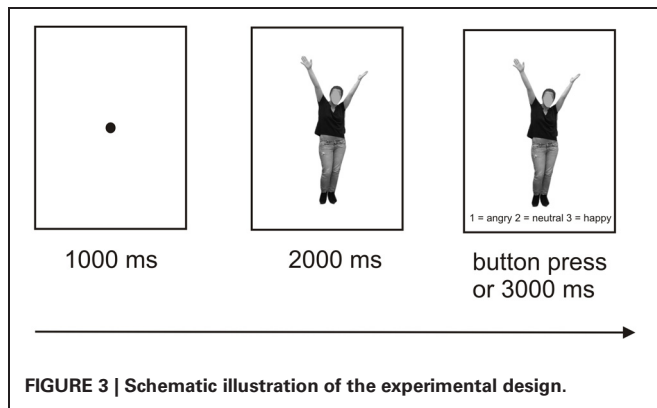 1 = angry 2 = neutral 3 = happy
1000 ms
2000 ms
button press
or 3000 ms
FIGURE 3 | Schematic illustration of the experimental design.